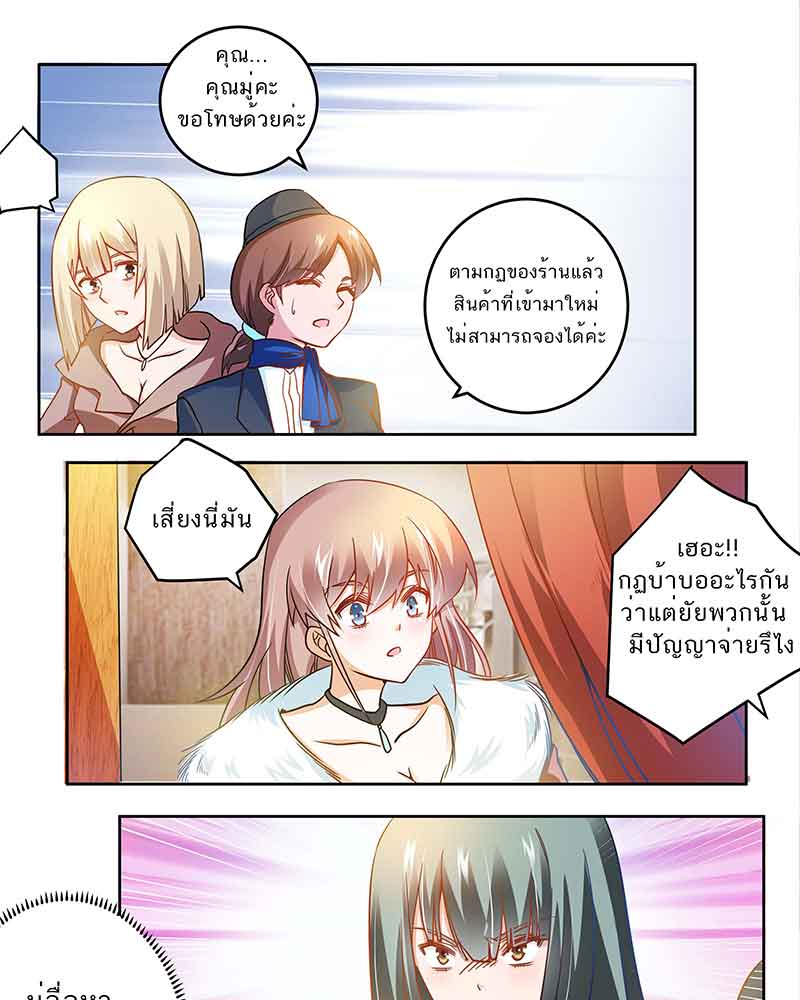 คุณ...
คุณมู่คะ
ขอโทษด้วยค่ะ
ตามกฏของร้านแล้ว
สินค้าที่เข้ามาใหม่
ไม่สามารถจองได้ค่ะ
เสี่ยงนี่มัน
เฮอะ!!
กฏบ้าบออะไรกัน
ว่าแต่ยัยพวกนั้น
มีปัญญาจ่ายรึไง